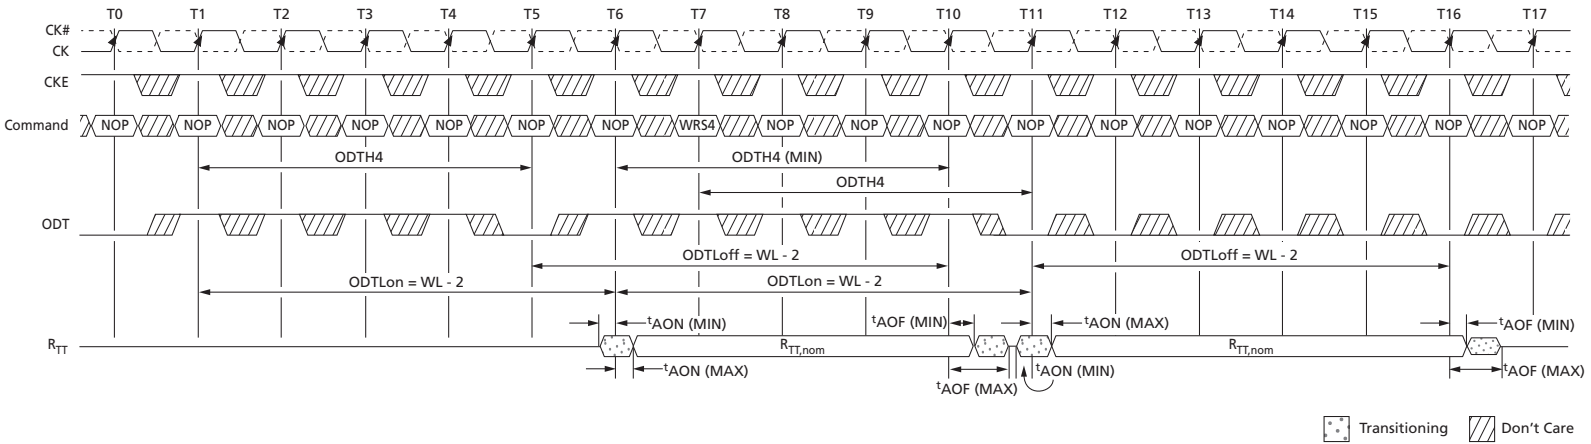 T0 T1 T2 T3 T4 T5 T6 T7 T8 T9 T10 T11 T12 T13 T14 T15 T16 T17
CK#
CK
CKE
Command NOP NOP NOP NOP NOP NOP NOP WRS4 NOP NOP NOP NOP NOP NOP NOP NOP NOP NOP
ODTH4 ODTH4 (MIN)
ODTH4
ODT
ODTLoff = WL - 2 ODTLoff = WL - 2
ODTLon = WL - 2 ODTLon = WL - 2
tAON (MIN) tAOF (MIN) tAON (MAX) tAOF (MIN)
RTT RTT,nom RTT,nom
tAON (MAX) tAON (MIN) tAOF (MAX)
tAOF (MAX)
Transitioning Don't Care